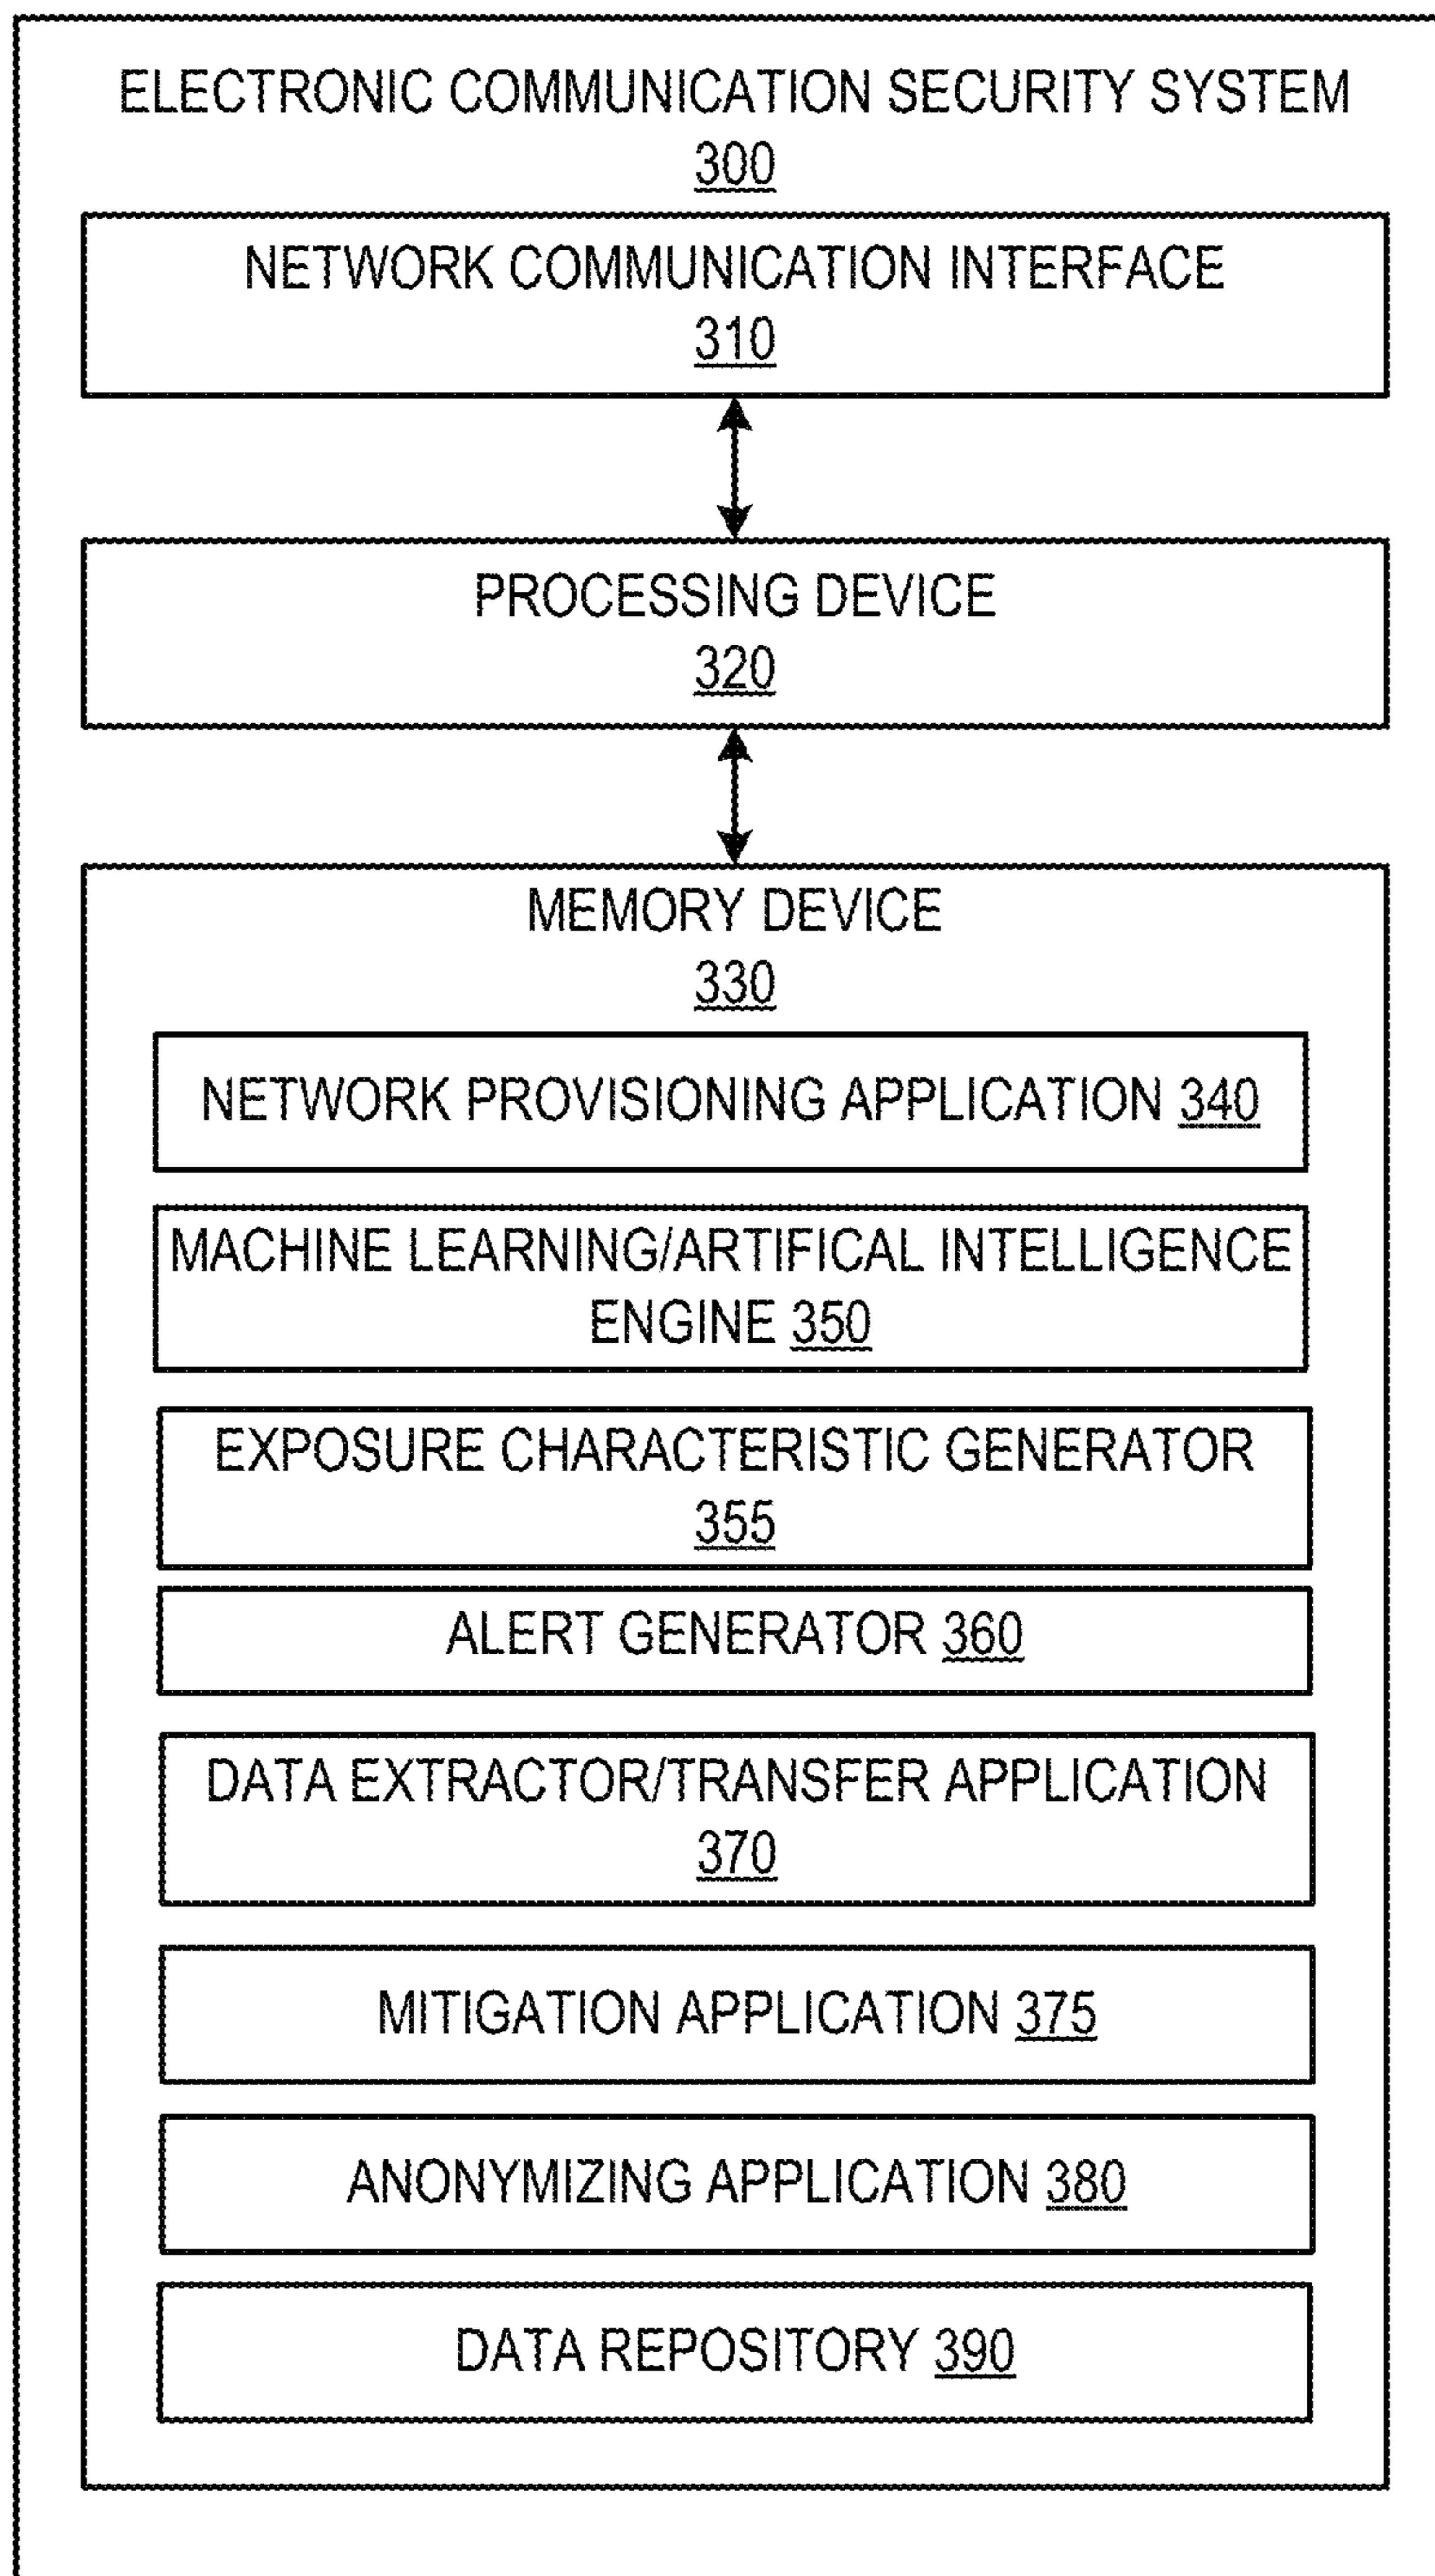 ELECTRONIC COMMUNICATION SECURITY SYSTEM
300
NETWORK COMMUNICATION INTERFACE
310
PROCESSING DEVICE
320
MEMORY DEVICE
330
NETWORK PROVISIONING APPLICATION 340
MACHINE LEARNING/ARTIFICAL INTELLIGENCE
ENGINE 350
EXPOSURE CHARACTERISTIC GENERATOR
355
ALERT GENERATOR 360
DATA EXTRACTOR/TRANSFER APPLICATION
370
MITIGATION APPLICATION 375
ANONYMIZING APPLICATION 380
DATA REPOSITORY 390